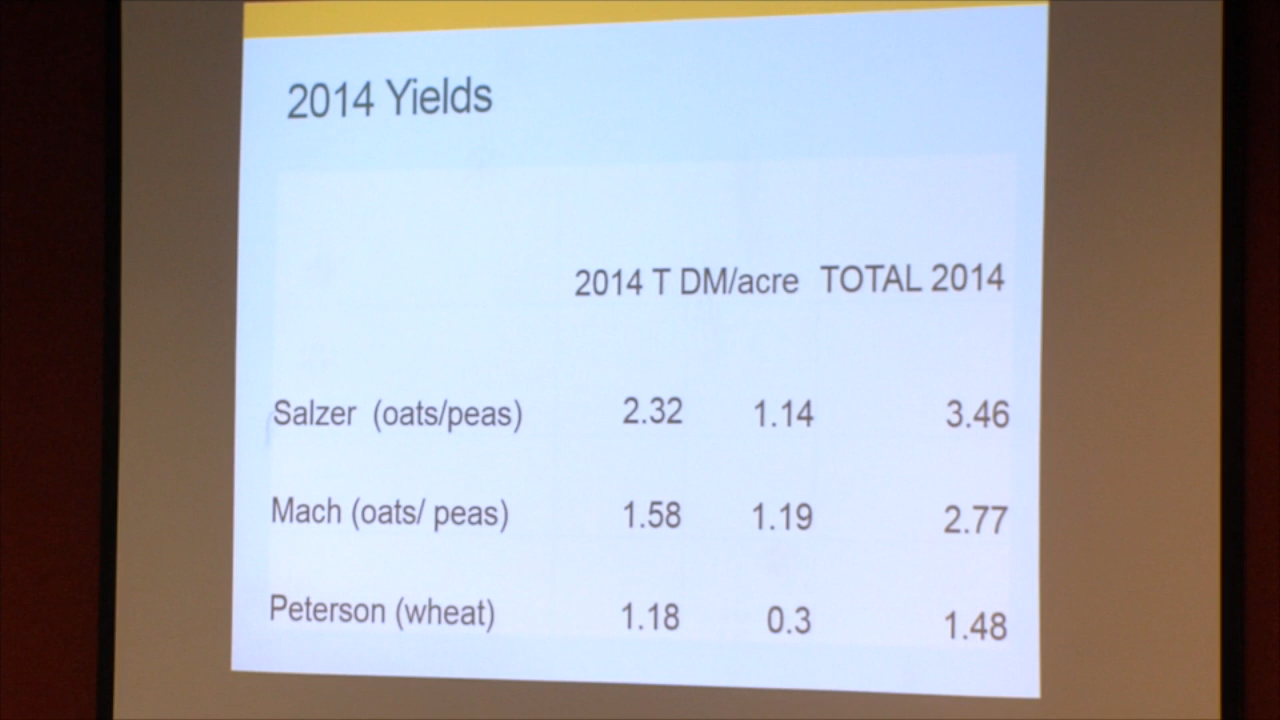 2014 Yields
2014 T DM/acre TOTAL 2014
Salzer (oats/peas) 2.32 1.14 3.46
Mach (oats/ peas) 1.58 1.19 2.77
Peterson (wheat) 1.18 0.3 1.48